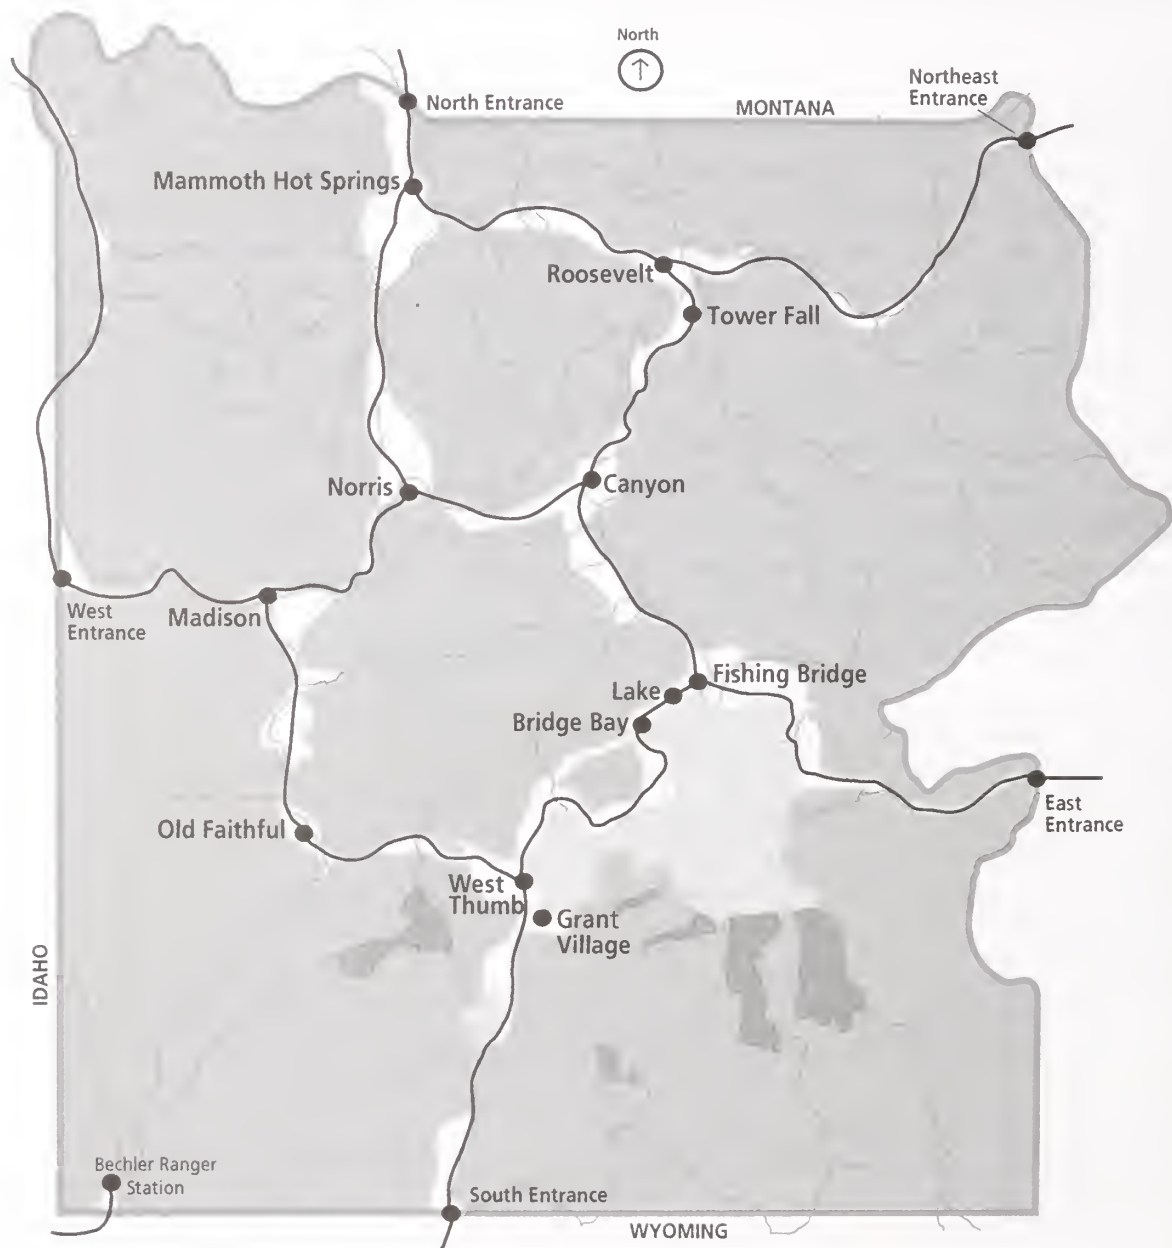 North
Northeast
Entrance
North Entrance
MONTANA
Mammoth Hot Springs
Roosevelt
Tower Fall
Norris
Canyon
West
Entrance
Madison
Fishing Bridge
Lake
Bridge Bay
East
Entrance
Old Faithful
West
Thumb
Grant
Village
IDAHO
Bechler Ranger
Station
South Entrance
WYOMING